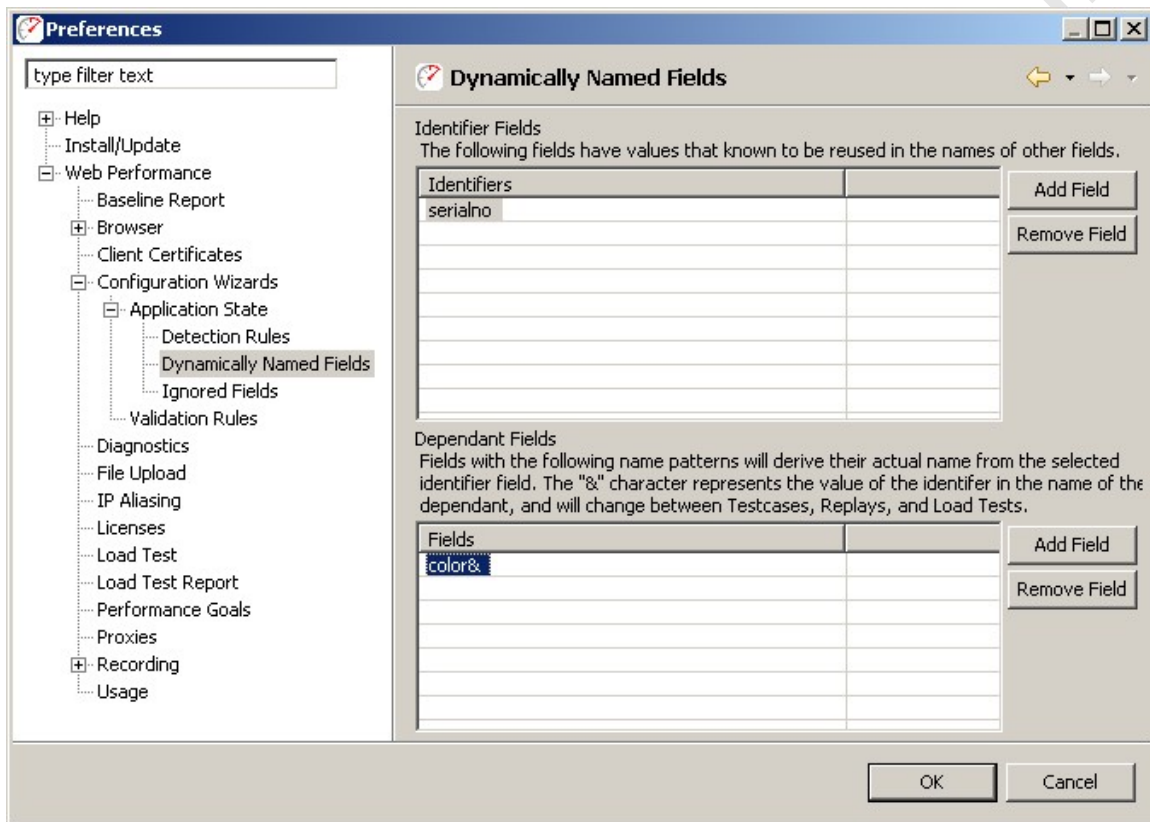 Preferences
type filter text
Help
Install/Update
Web Performance
Baseline Report
Browser
Client Certificates
Configuration Wizards
Application State
Detection Rules
Dynamically Named Fields
Ignored Fields
Validation Rules
Diagnostics
File Upload
IP Aliasing
Licenses
Load Test
Load Test Report
Performance Goals
Proxies
Recording
Usage
Dynamically Named Fields
Identifier Fields
The following fields have values that known to be reused in the names of other fields.
Identifiers
serialno
Add Field
Remove Field
Dependant Fields
Fields with the following name patterns will derive their actual name from the selected
identifier field. The "&" character represents the value of the identifer in the name of the
dependant, and will change between Testcases, Replays, and Load Tests.
Fields
color&
Add Field
Remove Field
OK
Cancel